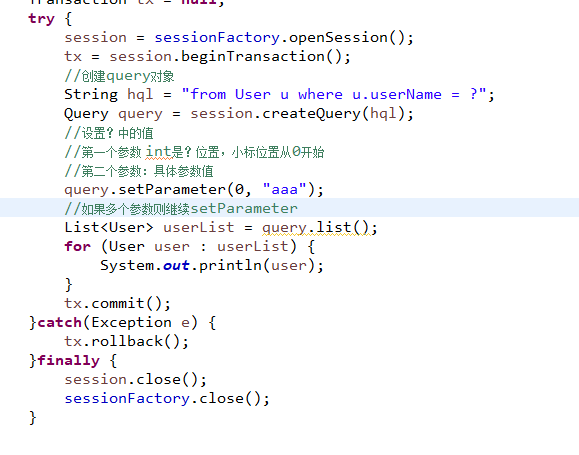 Transaction tx = null;
try {
session = sessionFactory.openSession();
tx = session.beginTransaction();
//创建query对象
String hql = "from User u where u.userName = ?";
Query query = session.createQuery(hql);
//设置？中的值
//第一个参数 int是？位置，小标位置从0开始
//第二个参数：具体参数值
query.setParameter(0, "aaa");
//如果多个参数则继续setParameter
List<User> userList = query.list();
for (User user : userList) {
System.out.println(user);
}
tx.commit();
}catch(Exception e) {
tx.rollback();
}finally {
session.close();
sessionFactory.close();
}